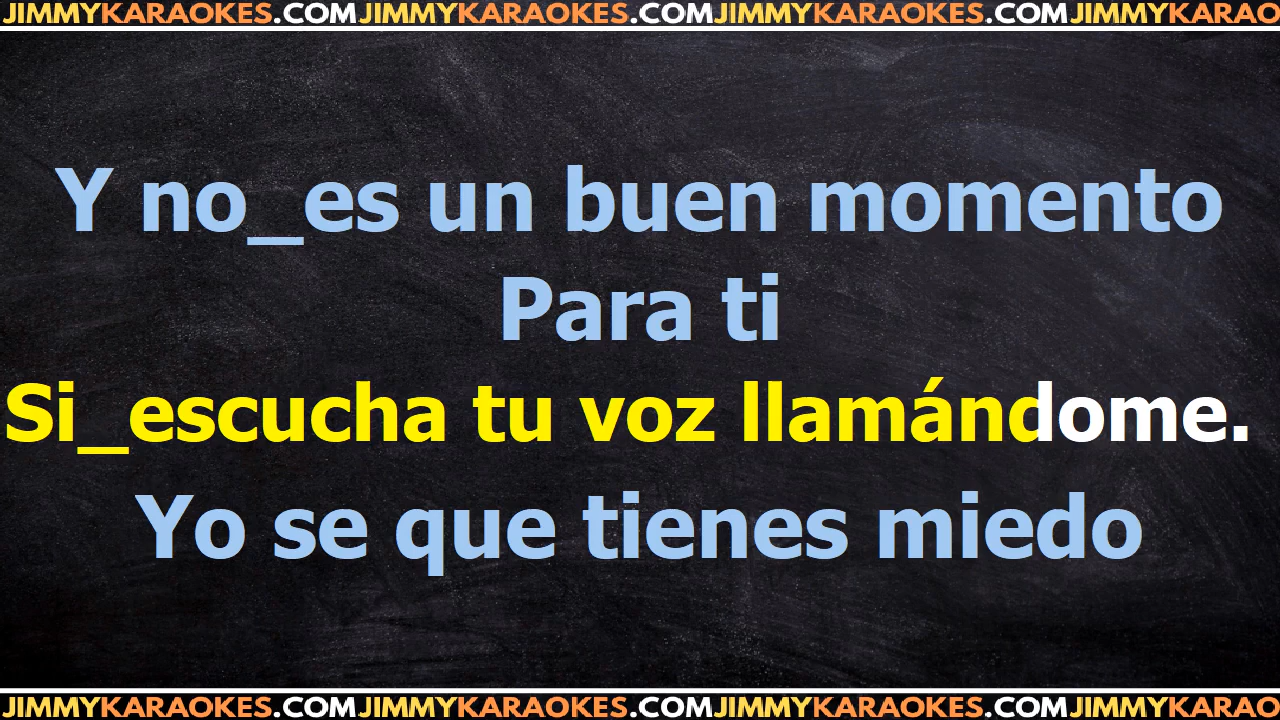 JIMMYKARAOKES.COMJIMMYKARAOKES.COMJIMMYKARAOKES.COMJIMMYKARAO
Y no_es un buen momento
Para ti
Si_escucha tu voz llamándome.
Yo se que tienes miedo
JIMMYKARAOKES.COMJIMMYKARAOKES.COMJIMMYKARAOKES.COMJIMMYKARAO